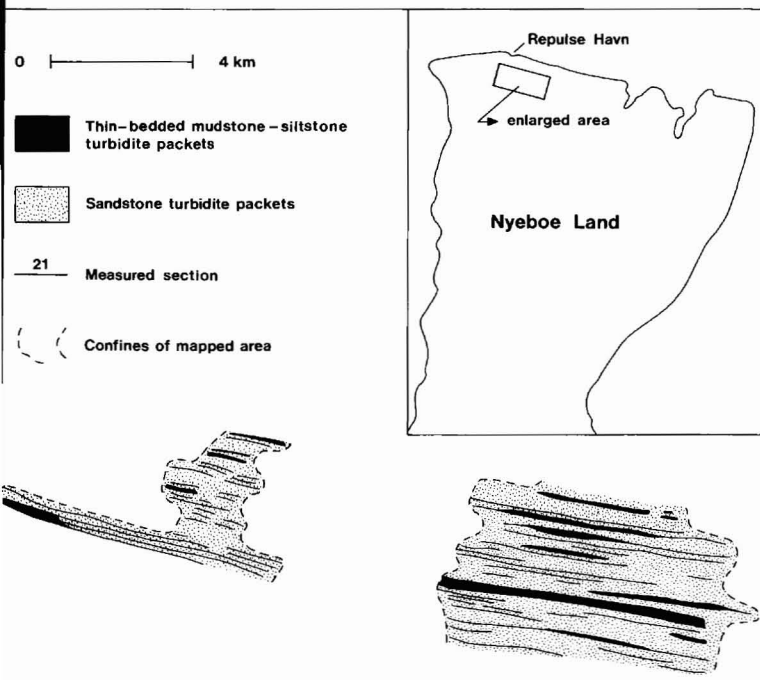 0 4 km
Thin-bedded mudstone-siltstone
turbidite packets
Sandstone turbidite packets
21
Measured section
Confines of mapped area
Repulse Havn
enlarged area
Nyeboe Land